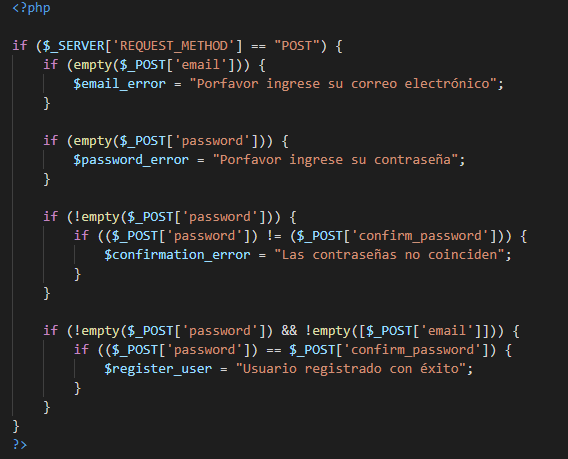 <?php
if ($_SERVER['REQUEST_METHOD'] == "POST") {
if (empty($_POST['email'])) {
$email_error = "Porfavor ingrese su correo electrónico";
}
if (empty($_POST['password'])) {
$password_error = "Porfavor ingrese su contraseña";
}
if (!empty($_POST['password'])) {
if (($_POST['password']) != ($_POST['confirm_password'])) {
$confirmation_error = "Las contraseñas no coinciden";
}
}
if (!empty($_POST['password']) && !empty([$_POST['email']])) {
if (($_POST['password']) == $_POST['confirm_password']) {
$register_user = "Usuario registrado con éxito";
}
}
}
?>